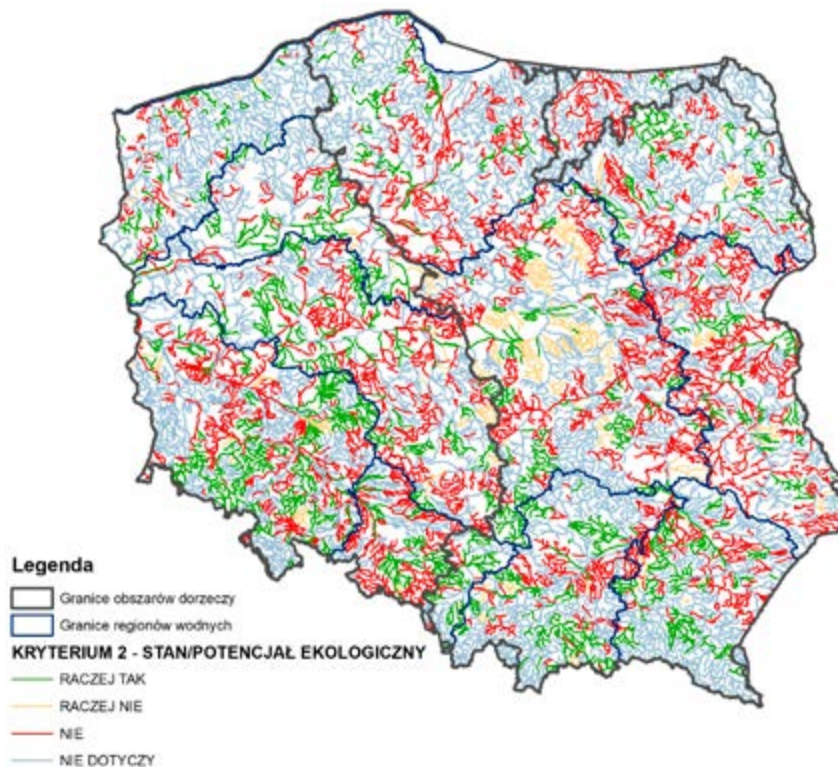 Legenda
Granice obszarów dorzeczy
Granice regionów wodnych
KRYTERIUM 2 - STAN/POTENCJAŁ EKOLOGICZNY
RACZEJ TAK
RACZEJ NIE
NIE
NIE DOTYCZY